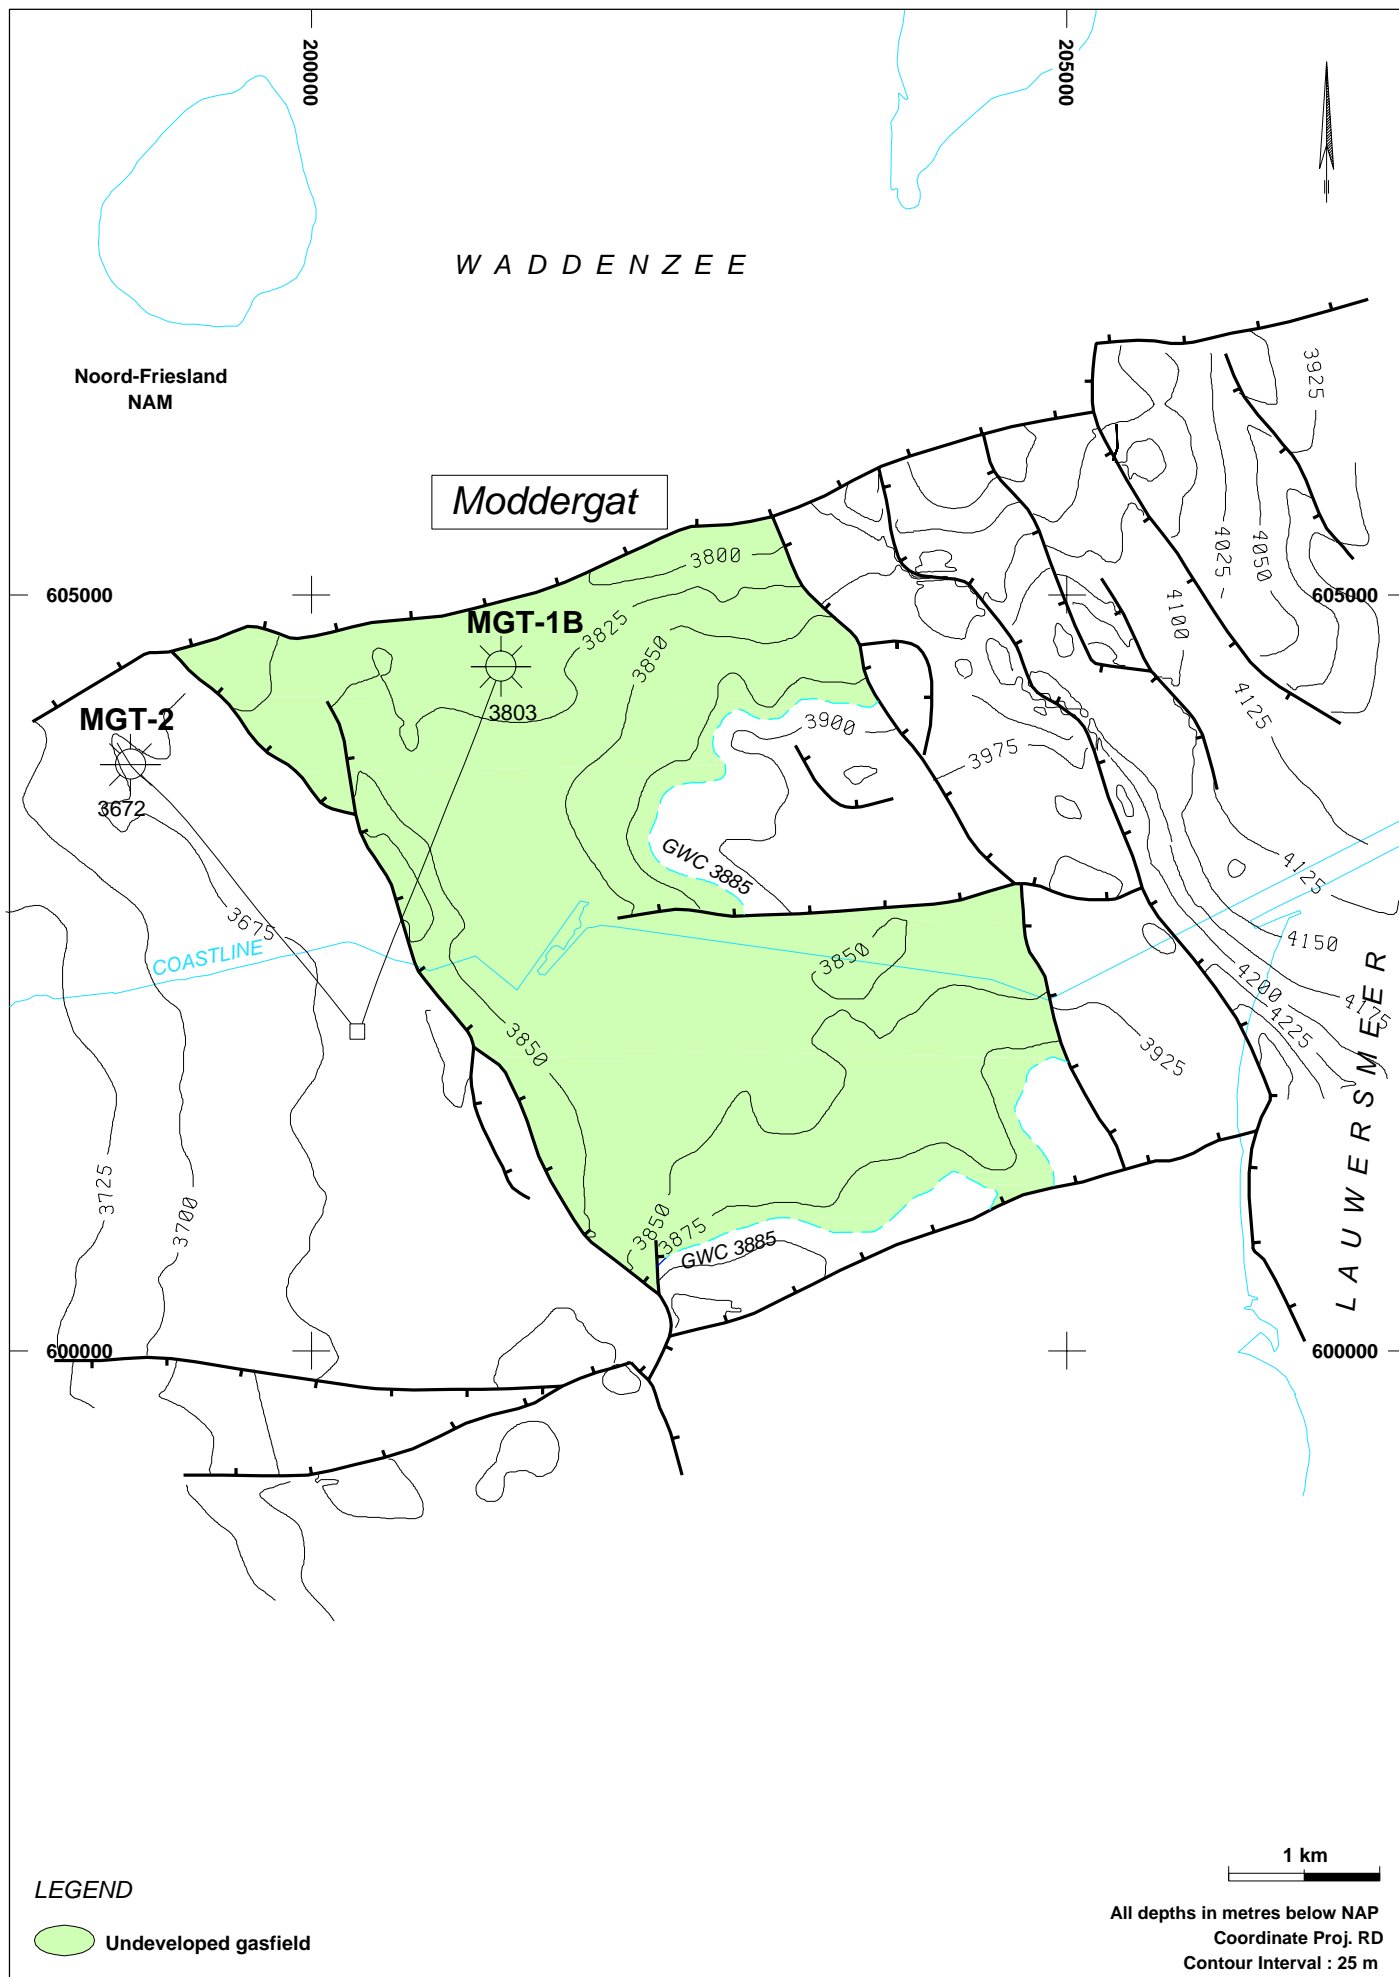 200000
205000
W A D D E N Z E E
Noord-Friesland
NAM
3925
Moddergat
3800
4025
4050
605000
605000
MGT-1B
3825
4100
3850
3803
4125
MGT-2
3900
3975
3672
GWC 3885
4125
3675
COASTLINE
3850
4150
4200
4175
4225
3850
3925
LAUWERSMEER
3725
3700
3850
3875
GWC 3885
600000
600000
1 km
LEGEND
Undeveloped gasfield
All depths in metres below NAP
Coordinate Proj. RD
Contour Interval : 25 m